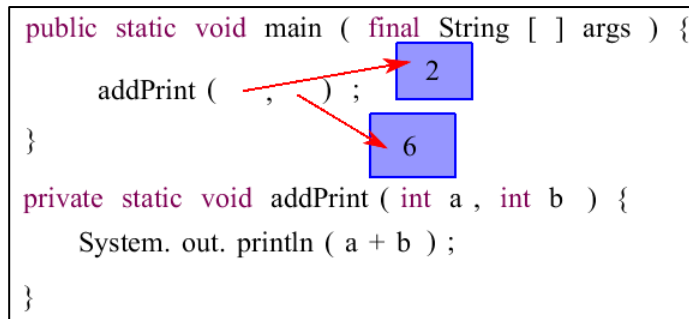 public static void main ( final String [ ] args ) {
2
addPrint ( , ) ;
}
6
private static void addPrint ( int a , int b ) {
System. out. println ( a + b ) ;
}